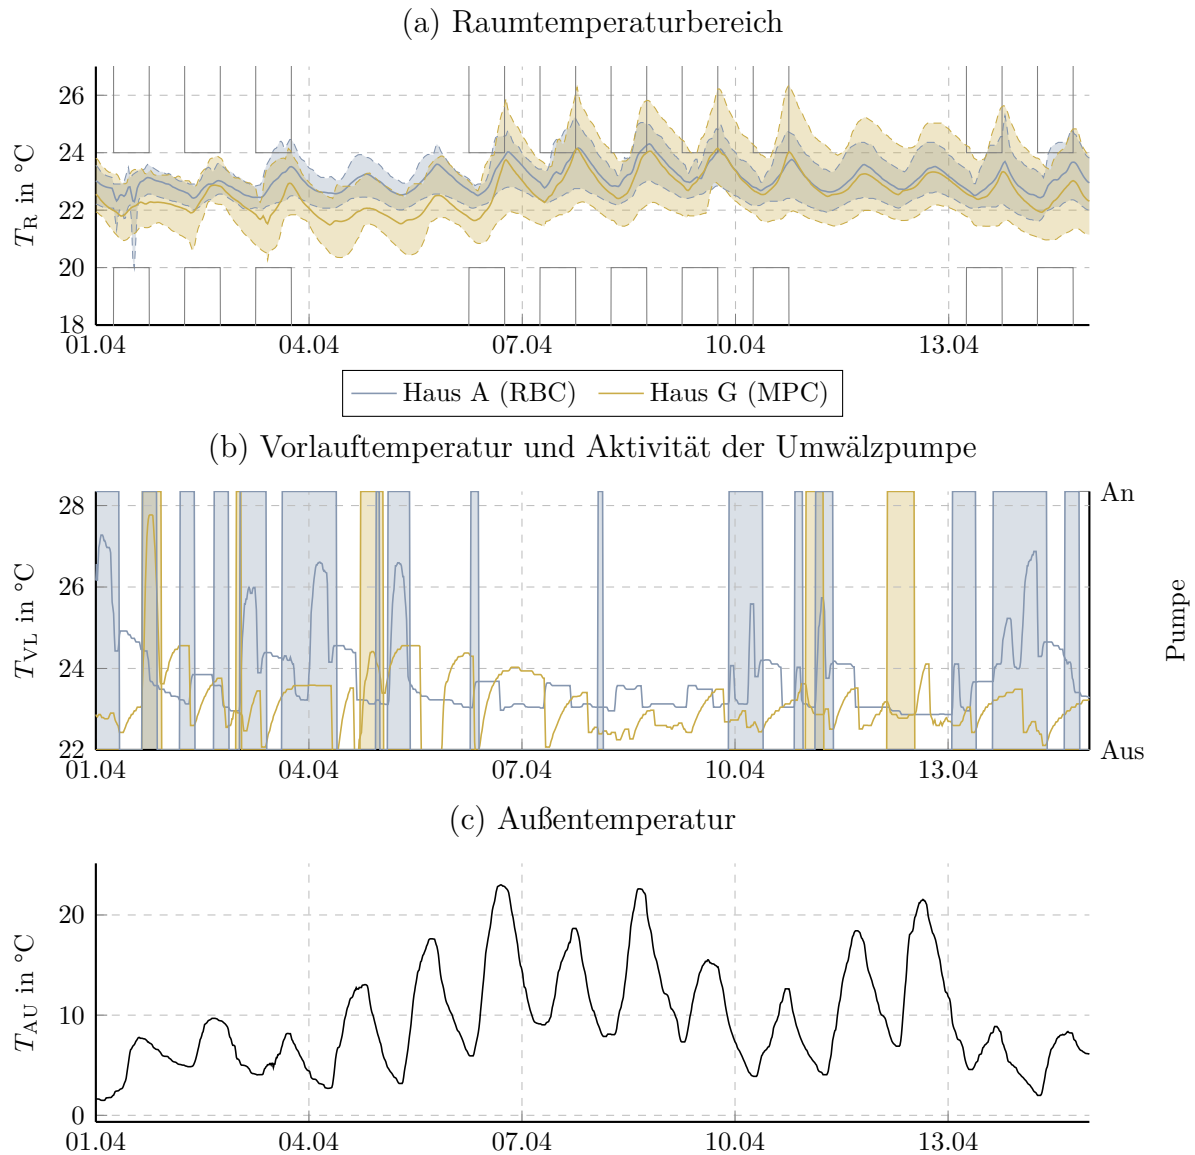 (a) Raumtemperaturbereich
T_R in °C
26
24
22
20
18
01.04 04.04 07.04 10.04 13.04
Haus A (RBC) Haus G (MPC)
(b) Vorlauftemperatur und Aktivität der Umwälzpumpe
T_VL in °C
28
26
24
22
An
Aus
Pumpe
01.04 04.04 07.04 10.04 13.04
(c) Außentemperatur
T_AU in °C
20
10
0
01.04 04.04 07.04 10.04 13.04